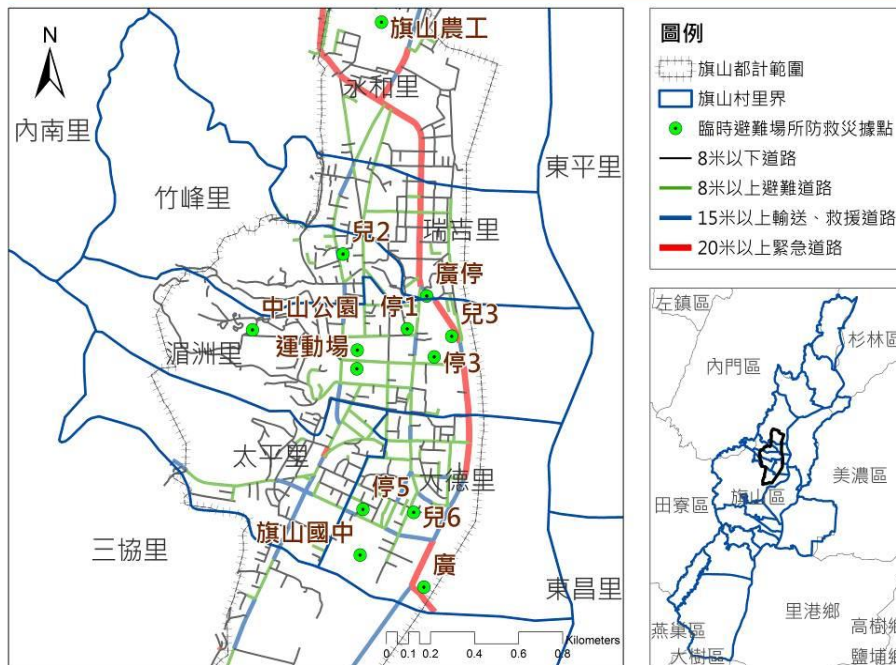 N
旗山農工
永和里
內南里
東平里
竹峰里
瑞吉里
兒2
廣停
中山公園
停1
兒3
運動場
湄洲里
停3
太平里
大德里
停5
兒6
旗山國中
三協里
廣
東昌里
Kilometers
0 0.1 0.2 0.4 0.6 0.8
圖例
旗山都計範圍
旗山村里界
臨時避難場所防救災據點
8米以下道路
8米以上避難道路
15米以上輸送、救援道路
20米以上緊急道路
左鎮區
杉林區
內門區
美濃區
田寮區
旗山區
里港鄉
燕巢區
高樹鄉
大樹區
鹽埔鄉